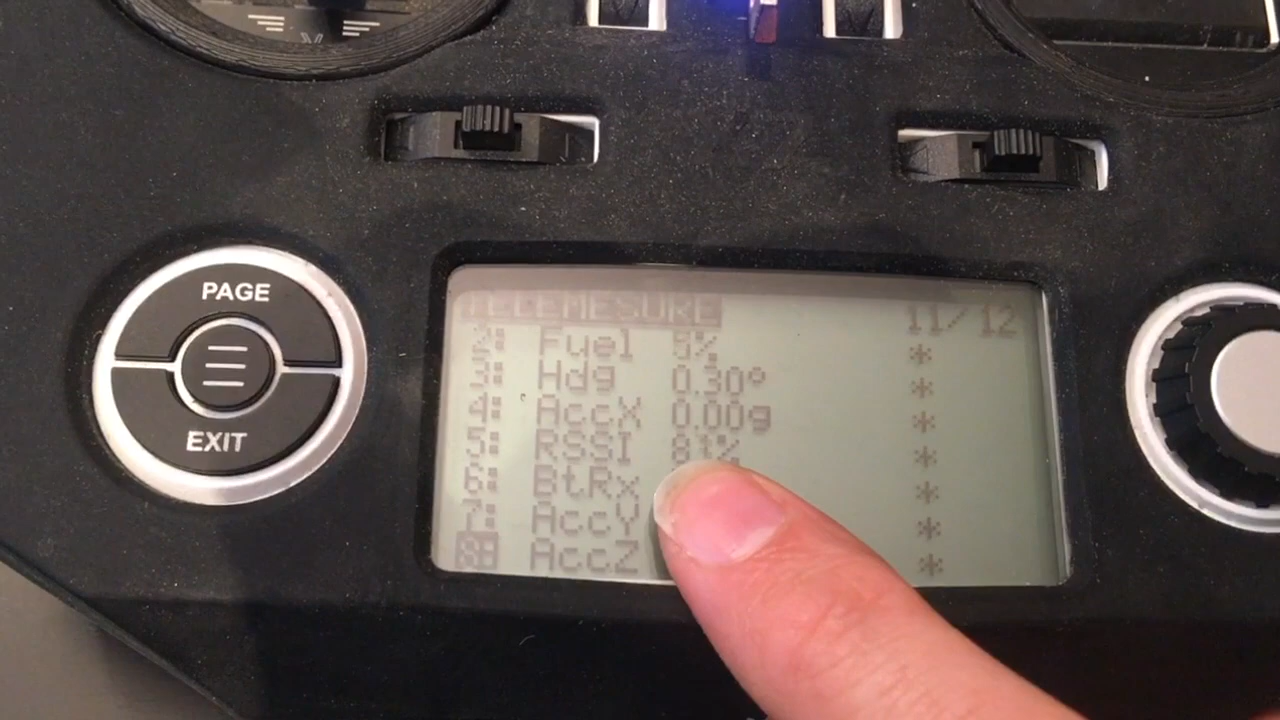 PAGE
EXIT
TELEMESURE 11/12
2: Fuel 9% *
3: Hdg 0.30° *
4: AccX 0.00g *
5: RSSI 81% *
6: BtRx *
7: AccY *
8: AccZ *